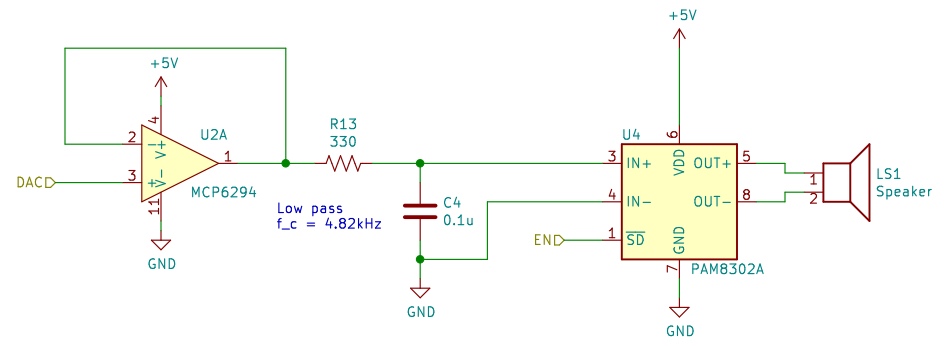 +5V
+5V
U2A
MCP6294
2
3
4
1
11
−
+
V+
V-
DAC
GND
R13
330
Low pass
f_c = 4.82kHz
C4
0.1u
GND
U4
PAM8302A
3 IN+
4 IN-
1 SD
EN
6
VDD
GND
7
OUT+ 5
OUT- 8
GND
1
2
LS1
Speaker